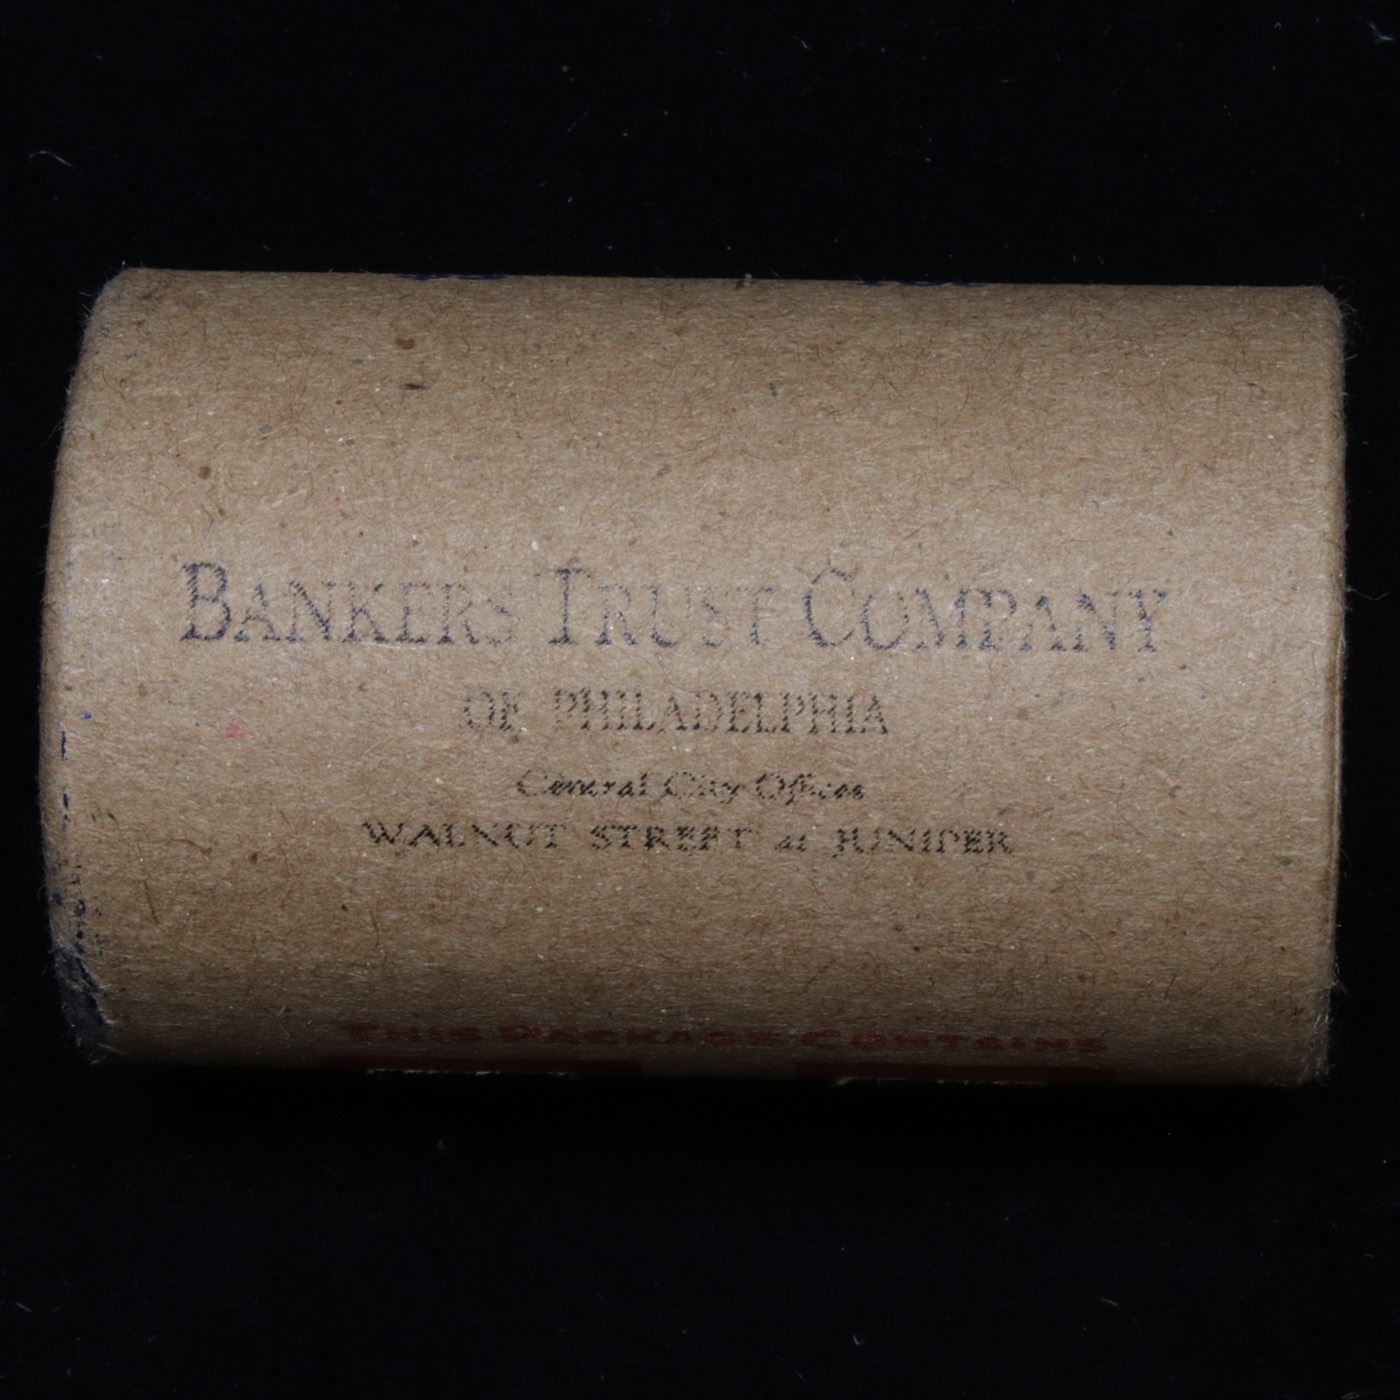 BANKERS TRUST COMPANY
OF PHILADELPHIA
Central City Offices
WALNUT STREET at JUNIPER
THIS PACKAGE CONTAINS